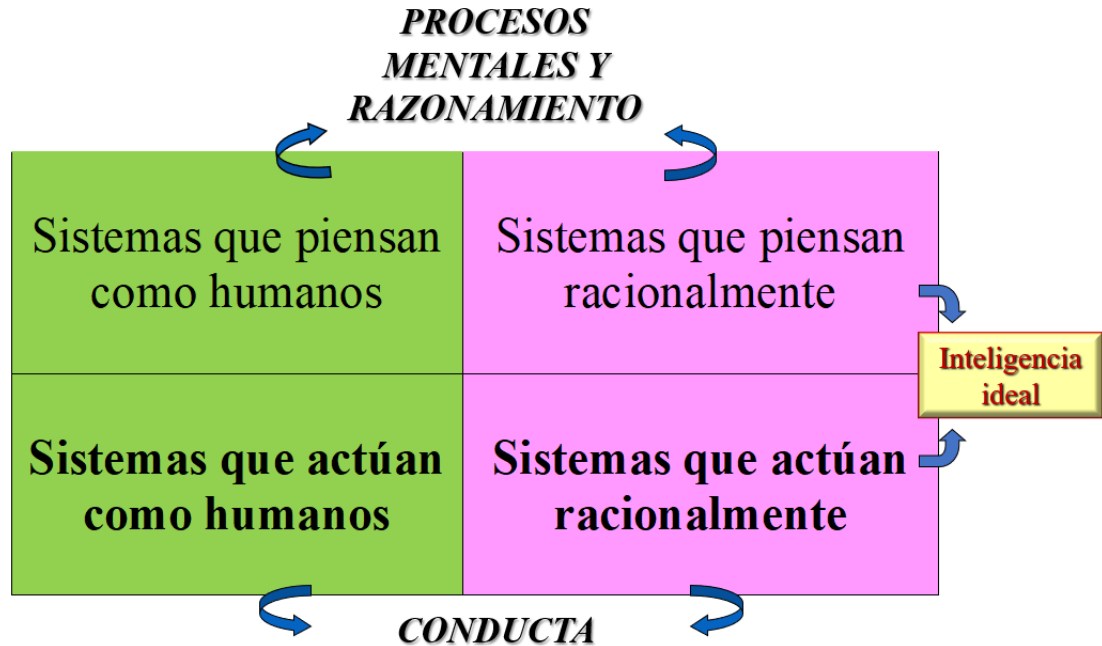 PROCESOS
MENTALES Y
RAZONAMIENTO
Sistemas que piensan
como humanos
Sistemas que piensan
racionalmente
Inteligencia
ideal
Sistemas que actúan
como humanos
Sistemas que actúan
racionalmente
CONDUCTA